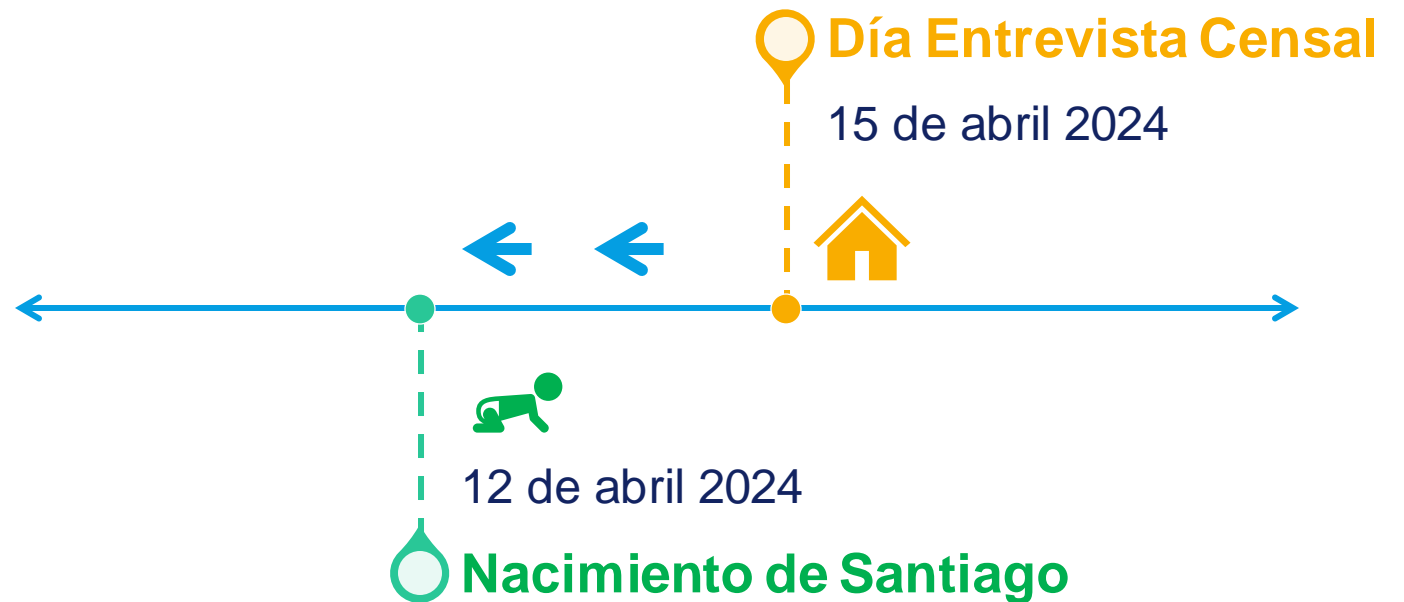 Día Entrevista Censal
15 de abril 2024
12 de abril 2024
Nacimiento de Santiago